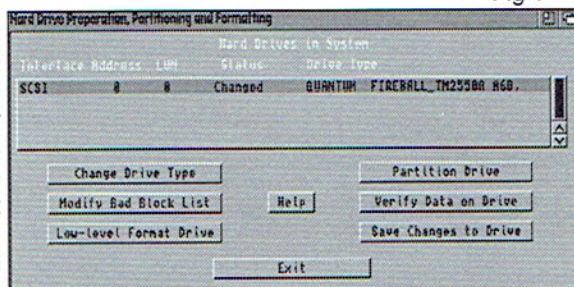 Hard Drive Preparation, Partitioning and Formatting
Hard Drives in System
Interface Address LUN Status Drive Type
SCSI 0 0 Changed QUANTUM FIREBALL_TM2550A
Change Drive Type
Partition Drive
Modify Bad Block List
Help
Verify Data on Drive
Low-level Format Drive
Save Changes to Drive
Exit